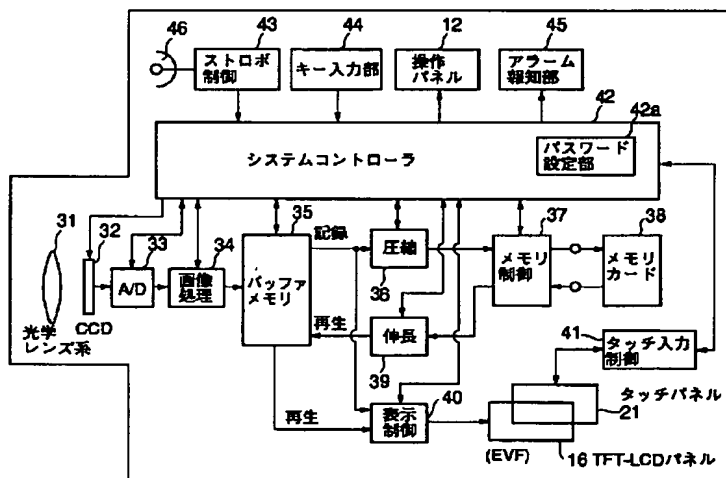 46
43
44
12
45
ストロボ
制御
キー入力部
操作
パネル
アラーム
報知部
42
42a
システムコントローラ
パスワード
設定部
31
32
33
34
35
記録
37
38
A/D
画像
処理
バッファ
メモリ
圧縮
36
メモリ
制御
メモリ
カード
光学
レンズ系
CCD
再生
伸長
39
41
タッチ入力
制御
再生
表示
制御
40
タッチパネル
21
(EVF)
16 TFT-LCDパネル